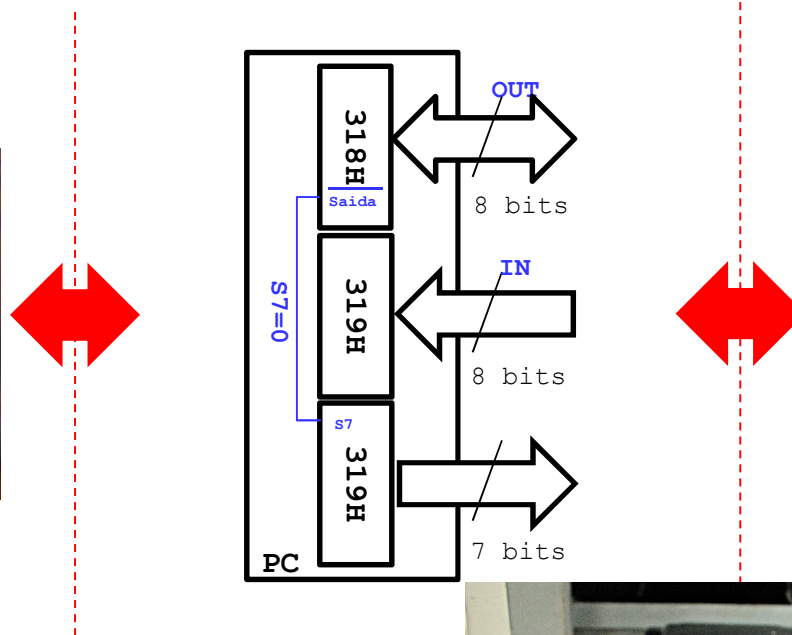 OUT
318H
Saida
8 bits
IN
S7=0
319H
8 bits
S7
319H
7 bits
PC